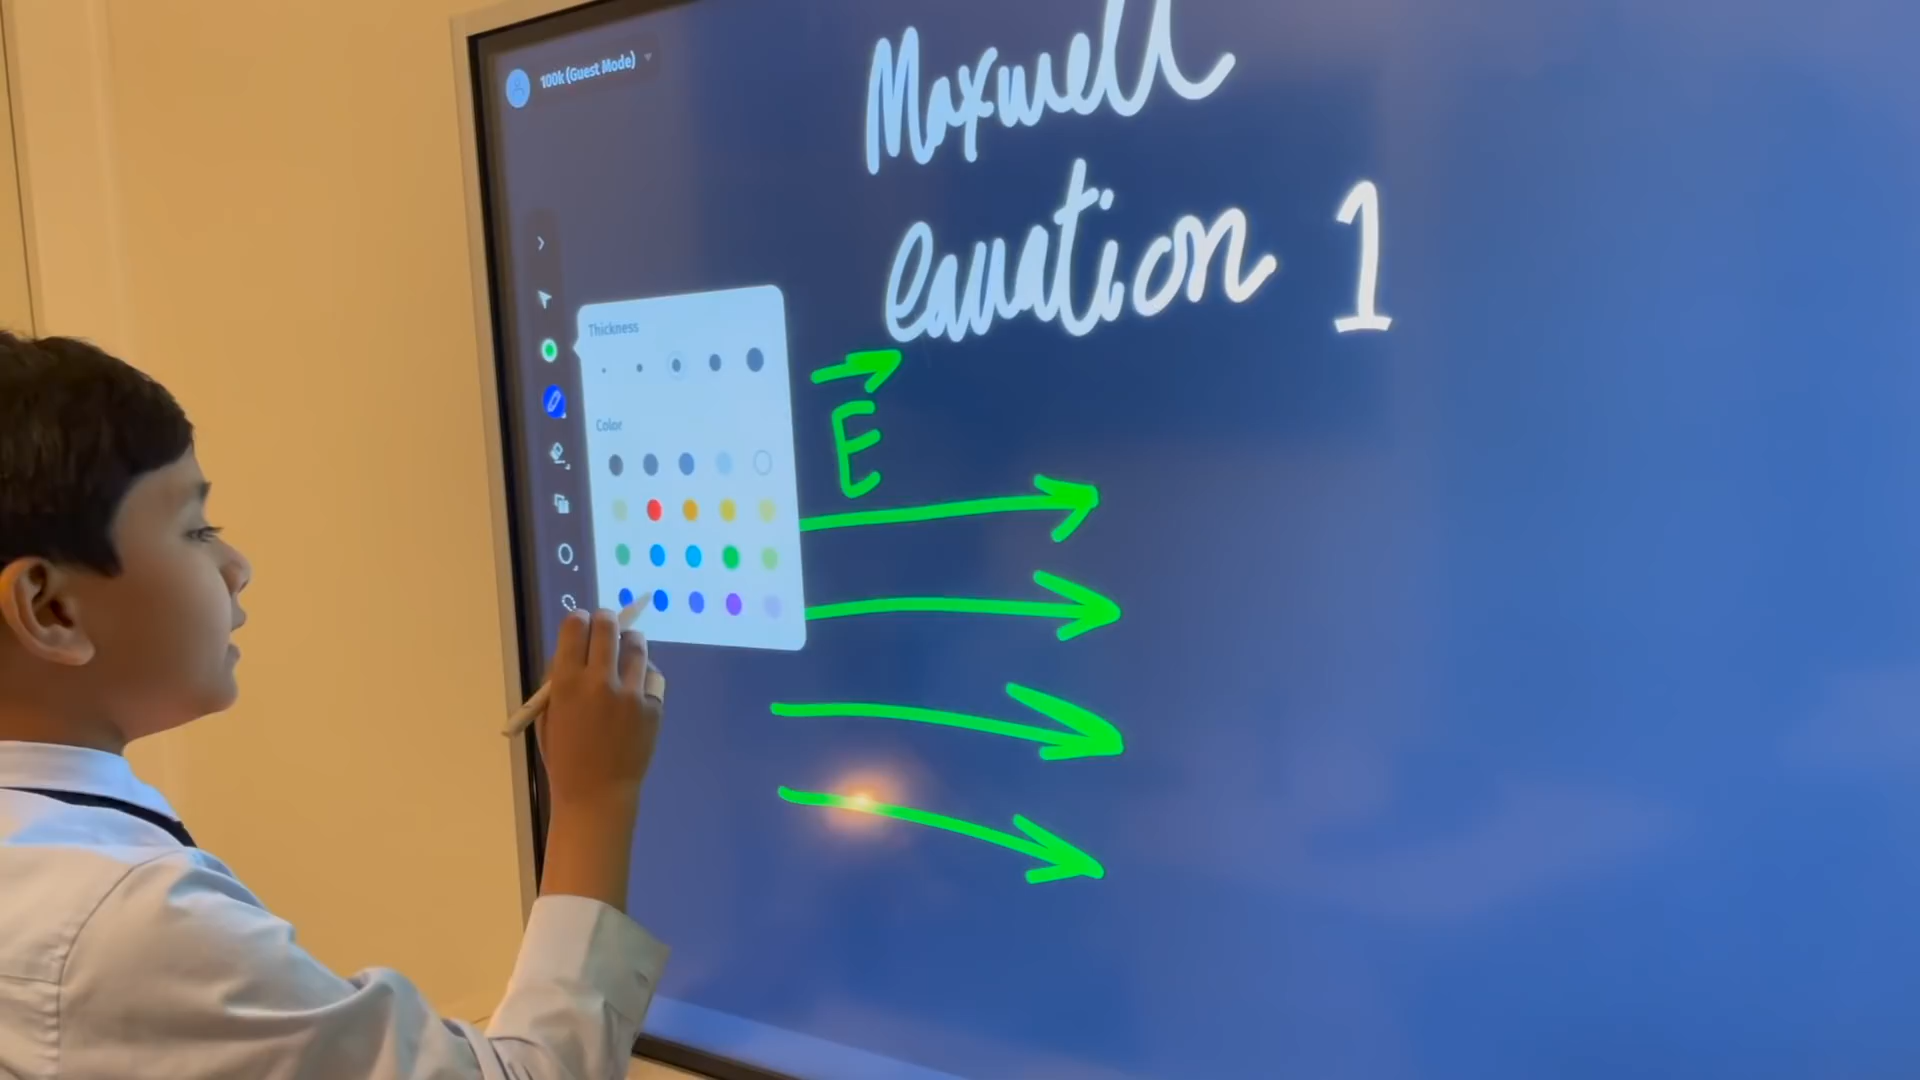 100k (Guest Mode)
Maxwell
Equation 1
Thickness
Color
E